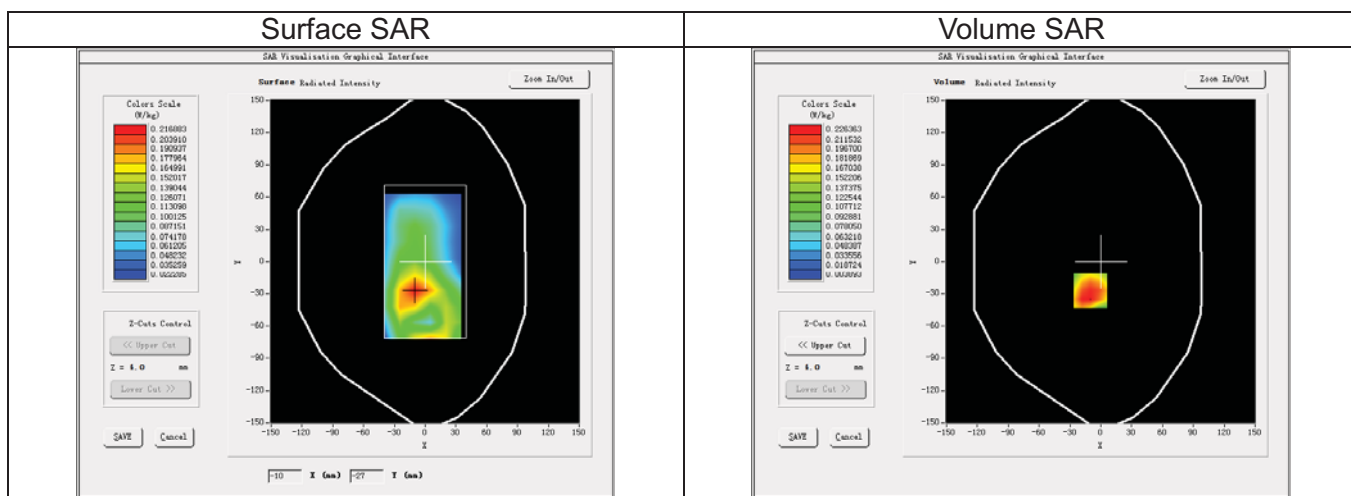 Surface SAR
Volume SAR
SAR Visualisation Graphical Interface
Surface Radiated Intensity
Zoom In/Out
Colors Scale
(W/kg)
0.216883
0.203910
0.190937
0.177964
0.164991
0.152017
0.139044
0.126071
0.113098
0.100125
0.087151
0.074178
0.061205
0.048232
0.035259
0.022285
Z-Cuts Control
<< Upper Cut
Z = 4.0 mm
Lower Cut >>
SAVE Cancel
150
120
90
60
30
0
-30
-60
-90
-120
-150
Y
-150 -120 -90 -60 -30 0 30 60 90 120 150
X
-10 X (mm) -27 Y (mm)
SAR Visualisation Graphical Interface
Volume Radiated Intensity
Zoom In/Out
Colors Scale
(W/kg)
0.226363
0.211532
0.196700
0.181869
0.167038
0.152206
0.137375
0.122544
0.107712
0.092881
0.078050
0.063218
0.048387
0.033556
0.018724
0.003893
Z-Cuts Control
<< Upper Cut
Z = 4.0 mm
Lower Cut >>
SAVE Cancel
150
120
90
60
30
0
-30
-60
-90
-120
-150
Y
-150 -120 -90 -60 -30 0 30 60 90 120 150
X